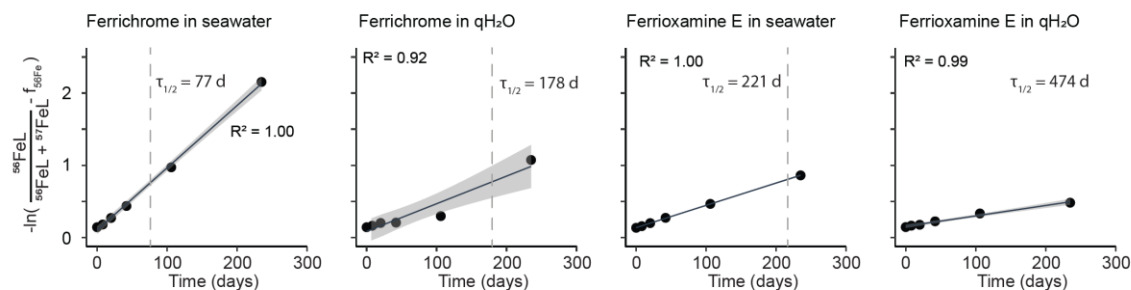 Ferrichrome in seawater
Ferrichrome in qH₂O
Ferrioxamine E in seawater
Ferrioxamine E in qH₂O
-ln(⁵⁶FeL / ⁵⁶FeL + ⁵⁷FeL - f₅₆Fe)
2
1
0
τ1/2 = 77 d
R² = 1.00
R² = 0.92
τ1/2 = 178 d
R² = 1.00
τ1/2 = 221 d
R² = 0.99
τ1/2 = 474 d
0 100 200 300
0 100 200 300
0 100 200 300
0 100 200 300
Time (days)
Time (days)
Time (days)
Time (days)